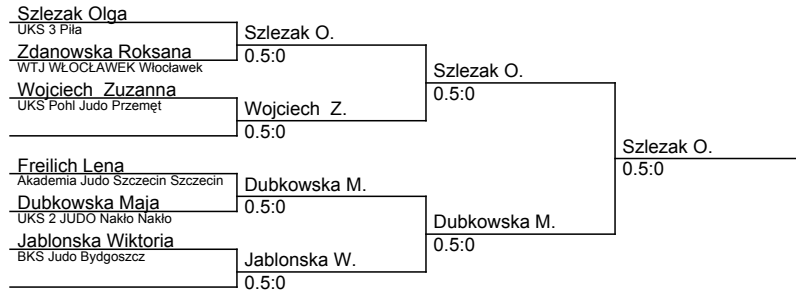 Szlezak Olga
UKS 3 Piła
Zdanowska Roksana
WTJ WŁOCŁAWEK Włocławek
Wojciech  Zuzanna
UKS Pohl Judo Przemęt
Freilich Lena
Akademia Judo Szczecin Szczecin
Dubkowska Maja
UKS 2 JUDO Nakło Nakło
Jablonska Wiktoria
BKS Judo Bydgoszcz
Szlezak O.
0.5:0
Wojciech  Z.
0.5:0
Dubkowska M.
0.5:0
Jablonska W.
0.5:0
Szlezak O.
0.5:0
Dubkowska M.
0.5:0
Szlezak O.
0.5:0